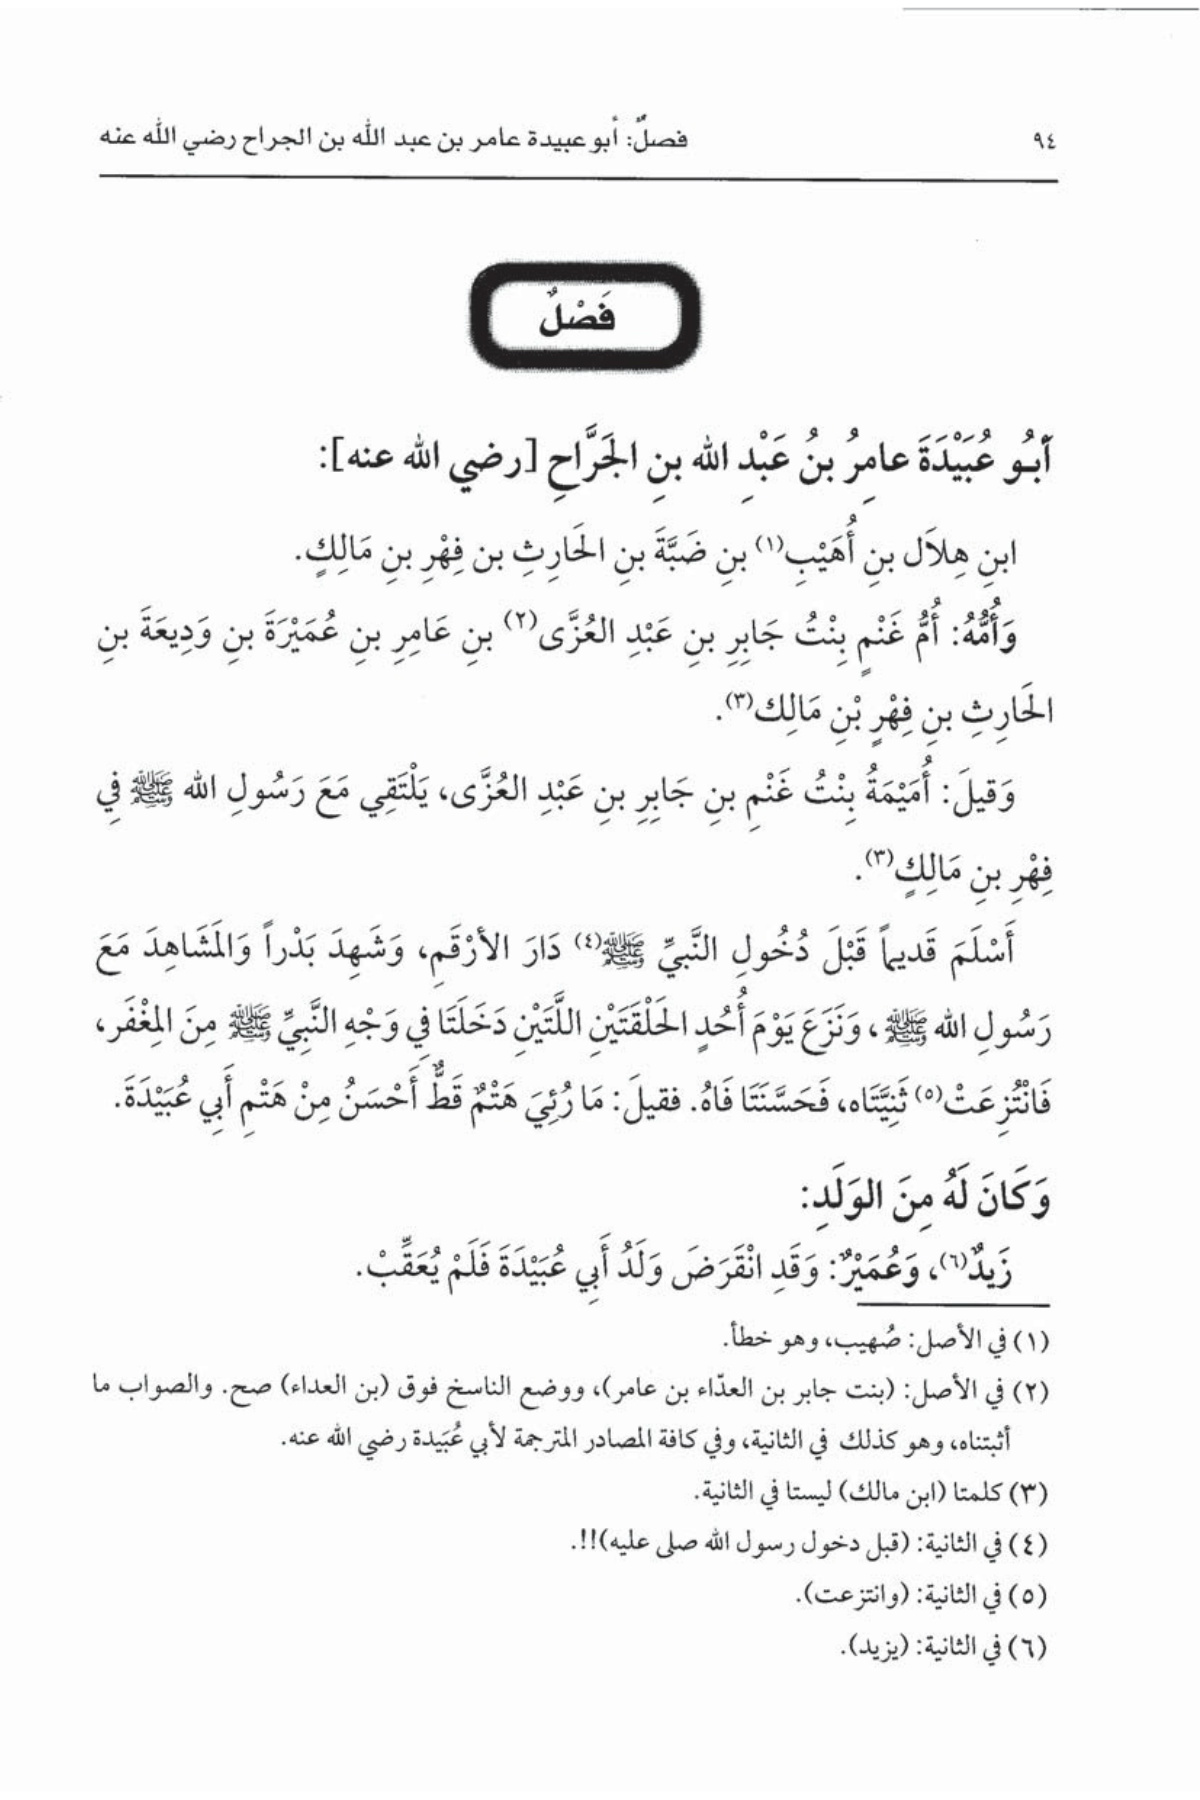 ٩٤
فصلٌ: أبو عبيدة عامر بن عبد الله بن الجراح رضي الله عنه
فَصْلٌ
أَبُو عُبَيْدَةَ عامِرُ بنُ عَبْدِ الله بنِ الجَرَّاحِ [رضي الله عنه]:
ابنِ هِلاَل بنِ أُهَيْبِ(١) بنِ ضَبَّةَ بنِ الحَارِثِ بن فِهْرِ بنِ مَالِكٍ.
وَأُمُّهُ: أُمُّ غَنْمٍ بِنْتُ جَابِرِ بنِ عَبْدِ العُزَّى(٢) بنِ عَامِرِ بنِ عُمَيْرَةَ بنِ وَدِيعَةَ بنِ
الحَارِثِ بنِ فِهْرٍ بْنِ مَالِك(٣).
وَقيلَ: أُمَيْمَةُ بِنْتُ غَنْمِ بنِ جَابِرِ بنِ عَبْدِ العُزَّى، يَلْتَقِي مَعَ رَسُولِ الله ﷺ فِي
فِهْرِ بنِ مَالِكٍ(٣).
أَسْلَمَ قَديماً قَبْلَ دُخُولِ النَّبيِّ ﷺ(٤) دَارَ الأرْقَمِ، وَشَهِدَ بَدْراً وَالمَشَاهِدَ مَعَ
رَسُولِ الله ﷺ، وَنَزَعَ يَوْمَ أُحُدٍ الحَلْقَتَيْنِ اللَّتَيْنِ دَخَلَتَا فِي وَجْهِ النَّبيِّ ﷺ مِنَ المِغْفَر،
فَانْتُزِعَتْ(٥) ثَنِيَّتَاه، فَحَسَّنَتَا فَاهُ. فقيلَ: مَا رُئِيَ هَتْمٌ قَطُّ أَحْسَنُ مِنْ هَتْمِ أَبِي عُبَيْدَةَ.
وَكَانَ لَهُ مِنَ الوَلَدِ:
زَيدٌ(٦)، وَعُمَيْرٌ: وَقَدِ انْقَرَضَ وَلَدُ أَبِي عُبَيْدَةَ فَلَمْ يُعَقِّبْ.
(١) في الأصل: صُهيب، وهو خطأ.
(٢) في الأصل: (بنت جابر بن العدّاء بن عامر)، ووضع الناسخ فوق (بن العداء) صح. والصواب ما
أثبتناه، وهو كذلك في الثانية، وفي كافة المصادر المترجمة لأبي عُبَيدة رضي الله عنه.
(٣) كلمتا (ابن مالك) ليستا في الثانية.
(٤) في الثانية: (قبل دخول رسول الله صلى عليه)!!.
(٥) في الثانية: (وانتزعت).
(٦) في الثانية: (يزيد).